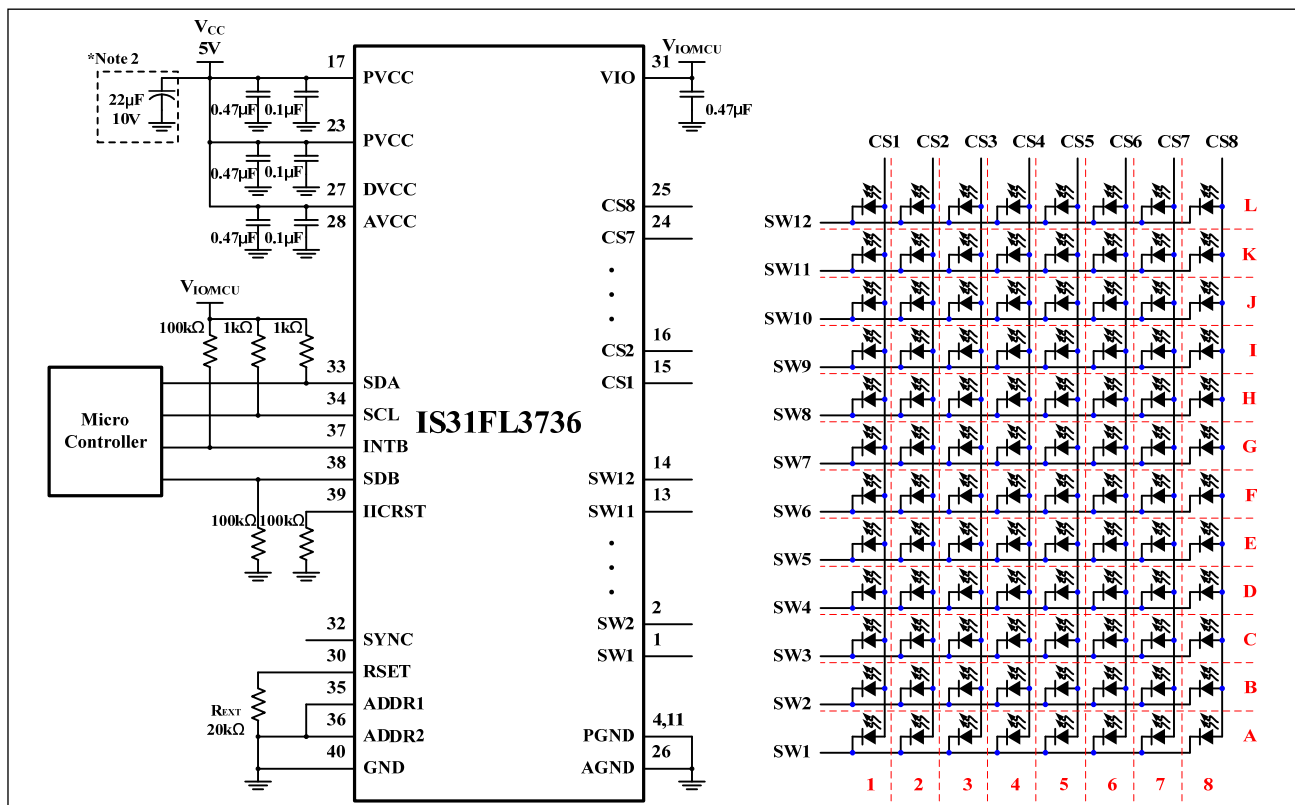 VCC
5V
*Note 2
22µF
10V
0.47µF
0.1µF
0.47µF
0.1µF
0.47µF
0.1µF
17
PVCC
23
PVCC
27
DVCC
28
AVCC
VIO/MCU
100kΩ
1kΩ
1kΩ
Micro
Controller
33
SDA
34
SCL
37
INTB
38
SDB
39
IICRST
100kΩ
100kΩ
32
SYNC
30
RSET
35
ADDR1
36
ADDR2
40
GND
REXT
20kΩ
IS31FL3736
VIO/MCU
31
VIO
0.47µF
25
CS8
24
CS7
16
CS2
15
CS1
14
SW12
13
SW11
2
SW2
1
SW1
4,11
PGND
26
AGND
CS1 CS2 CS3 CS4 CS5 CS6 CS7 CS8
SW12 L
SW11 K
SW10 J
SW9 I
SW8 H
SW7 G
SW6 F
SW5 E
SW4 D
SW3 C
SW2 B
SW1 A
1 2 3 4 5 6 7 8